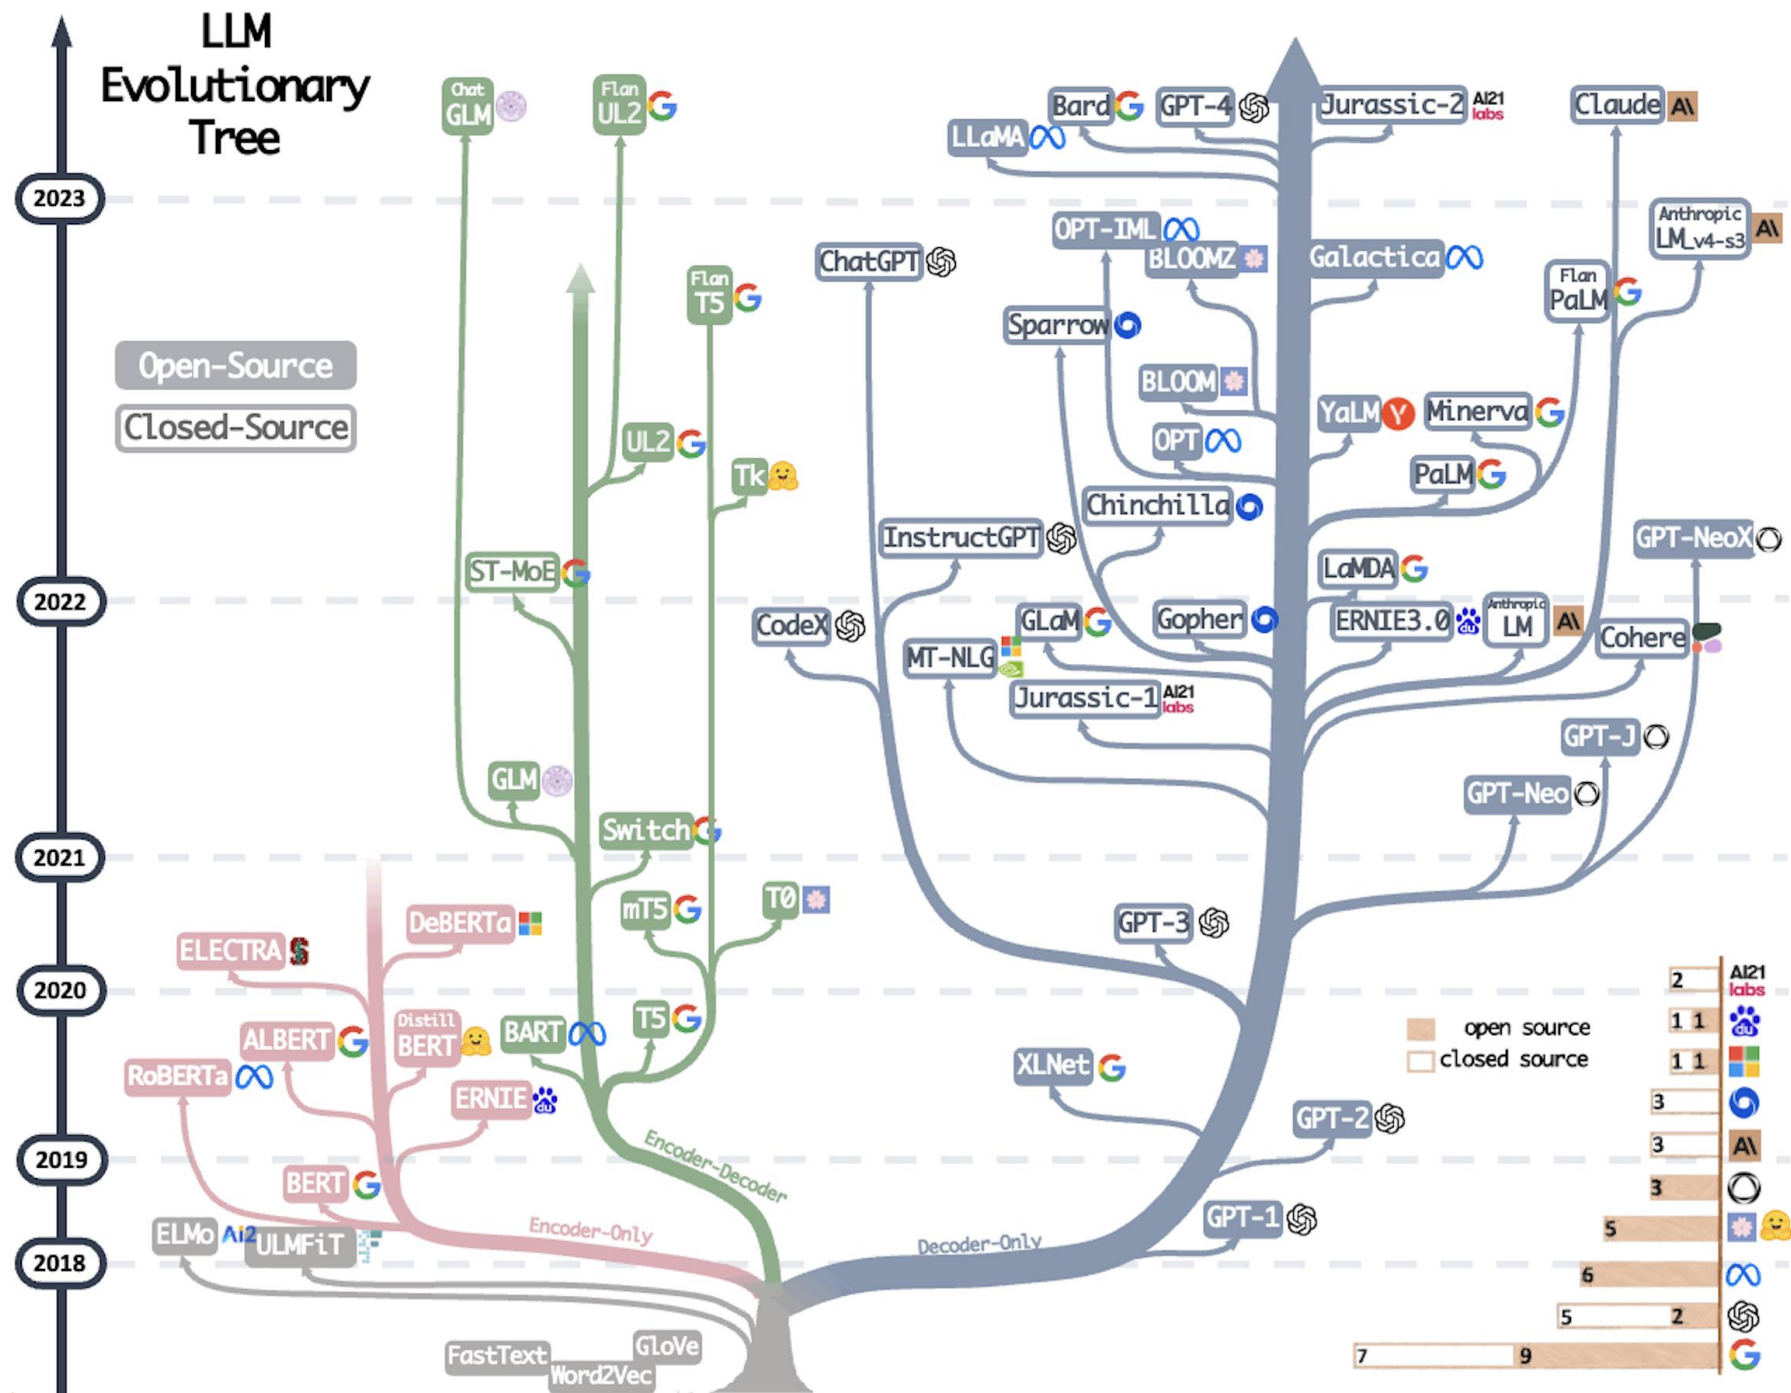 LLM
Evolutionary
Tree
Chat
GLM
Flan
UL2
Bard
GPT-4
Jurassic-2
AI21
labs
Claude
A\
LLaMA
2023
OPT-IML
Anthropic
LM_v4-s3
A\
ChatGPT
BLOOMZ
Galactica
Flan
T5
Flan
PaLM
Sparrow
Open-Source
Closed-Source
BLOOM
YaLM
Y
Minerva
UL2
OPT
Tk
PaLM
Chinchilla
InstructGPT
GPT-NeoX
ST-MoE
LaMDA
2022
CodeX
GLaM
Gopher
ERNIE3.0
du
Anthropic
LM
A\
Cohere
MT-NLG
Jurassic-1
AI21
labs
GPT-J
GLM
GPT-Neo
Switch
2021
mT5
T0
DeBERTa
GPT-3
ELECTRA
S
2020
2
AI21
labs
Distill
BERT
BART
T5
ALBERT
open source
1 1
du
closed source
1 1
RoBERTa
XLNet
ERNIE
du
3
GPT-2
2019
Encoder-Decoder
3
A\
BERT
3
ELMo
Ai2
ULMFiT
Encoder-Only
Decoder-Only
GPT-1
5
2018
6
5 2
FastText
Word2Vec
GloVe
7 9